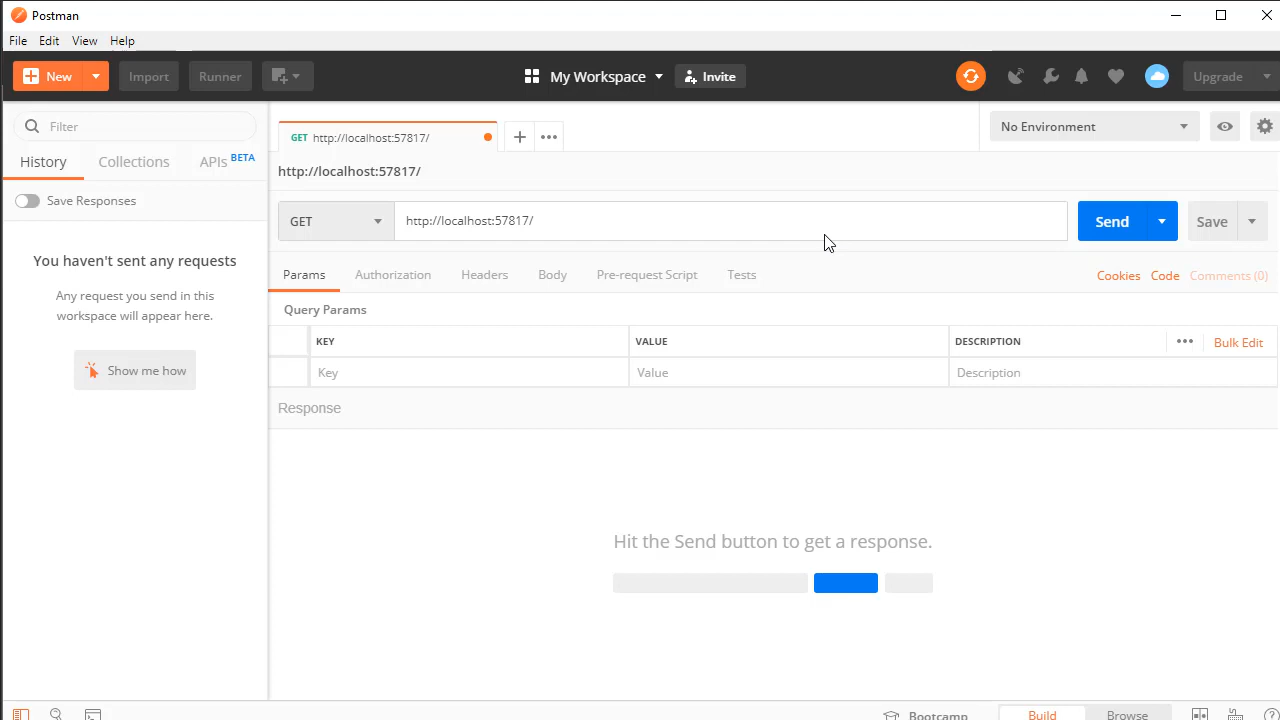 Postman
File Edit View Help
New Import Runner My Workspace Invite Upgrade
Filter
History Collections APIs BETA
Save Responses
You haven't sent any requests
Any request you send in this
workspace will appear here.
Show me how
GET http://localhost:57817/
No Environment
http://localhost:57817/
GET http://localhost:57817/ Send Save
Params Authorization Headers Body Pre-request Script Tests Cookies Code Comments (0)
Query Params
KEY VALUE DESCRIPTION Bulk Edit
Key Value Description
Response
Hit the Send button to get a response.
Bootcamp Build Browse